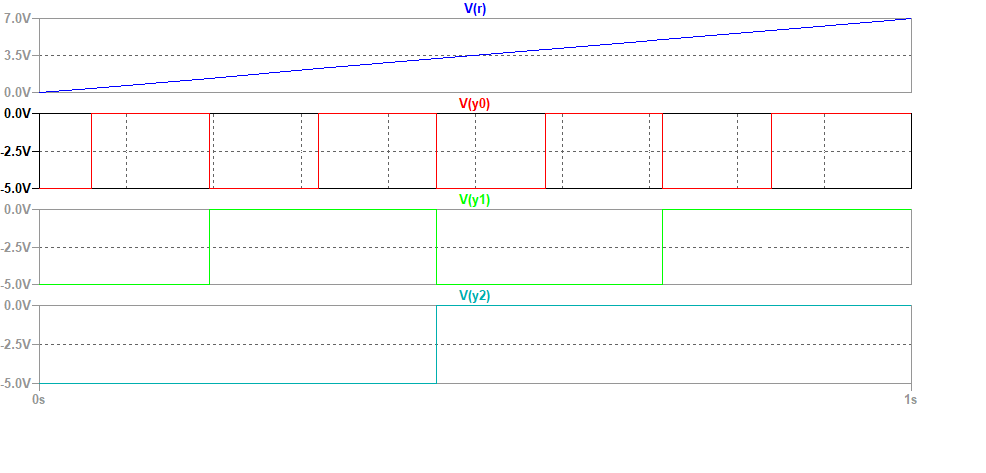 V(r)
7.0V
3.5V
0.0V
V(y0)
0.0V
-2.5V
-5.0V
V(y1)
0.0V
-2.5V
-5.0V
V(y2)
0.0V
-2.5V
-5.0V
0s 1s